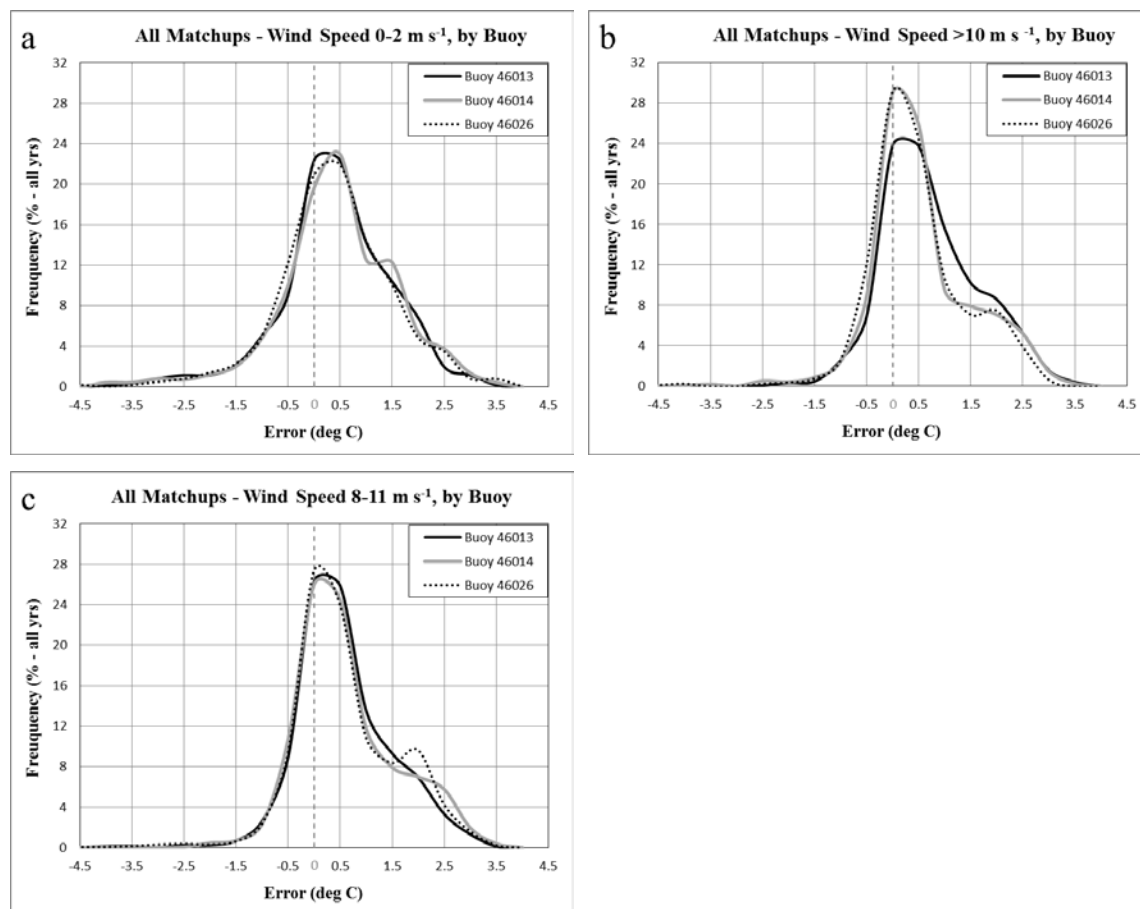 a
All Matchups - Wind Speed 0-2 m s-1, by Buoy
32
28
24
20
16
12
8
4
0
Freuquency (% - all yrs)
Buoy 46013
Buoy 46014
Buoy 46026
-4.5 -3.5 -2.5 -1.5 -0.5 0 0.5 1.5 2.5 3.5 4.5
Error (deg C)
b
All Matchups - Wind Speed >10 m s -1, by Buoy
32
28
24
20
16
12
8
4
0
Freuquency (% - all yrs)
Buoy 46013
Buoy 46014
Buoy 46026
-4.5 -3.5 -2.5 -1.5 -0.5 0 0.5 1.5 2.5 3.5 4.5
Error (deg C)
c
All Matchups - Wind Speed 8-11 m s-1, by Buoy
32
28
24
20
16
12
8
4
0
Freuquency (% - all yrs)
Buoy 46013
Buoy 46014
Buoy 46026
-4.5 -3.5 -2.5 -1.5 -0.5 0 0.5 1.5 2.5 3.5 4.5
Error (deg C)